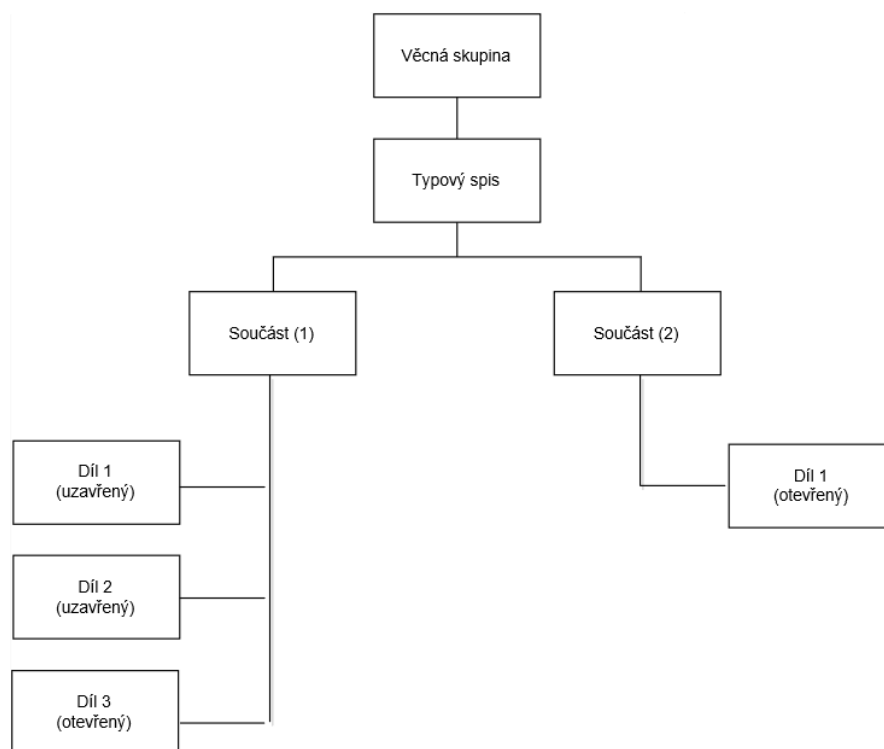 Věcná skupina
Typový spis
Součást (1)
Součást (2)
Díl 1
(uzavřený)
Díl 1
(otevřený)
Díl 2
(uzavřený)
Díl 3
(otevřený)